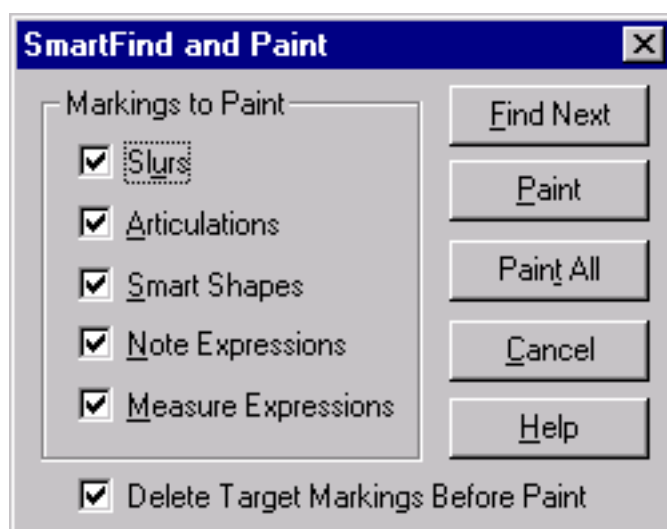 SmartFind and Paint
Markings to Paint
Slurs
Articulations
Smart Shapes
Note Expressions
Measure Expressions
Delete Target Markings Before Paint
Find Next
Paint
Paint All
Cancel
Help